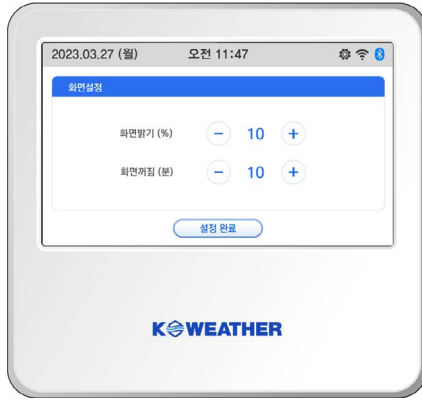 2023.03.27 (월) 오전 11:47
화면설정
화면밝기 (%) - 10 +
화면꺼짐 (분) - 10 +
설정 완료
KWEATHER